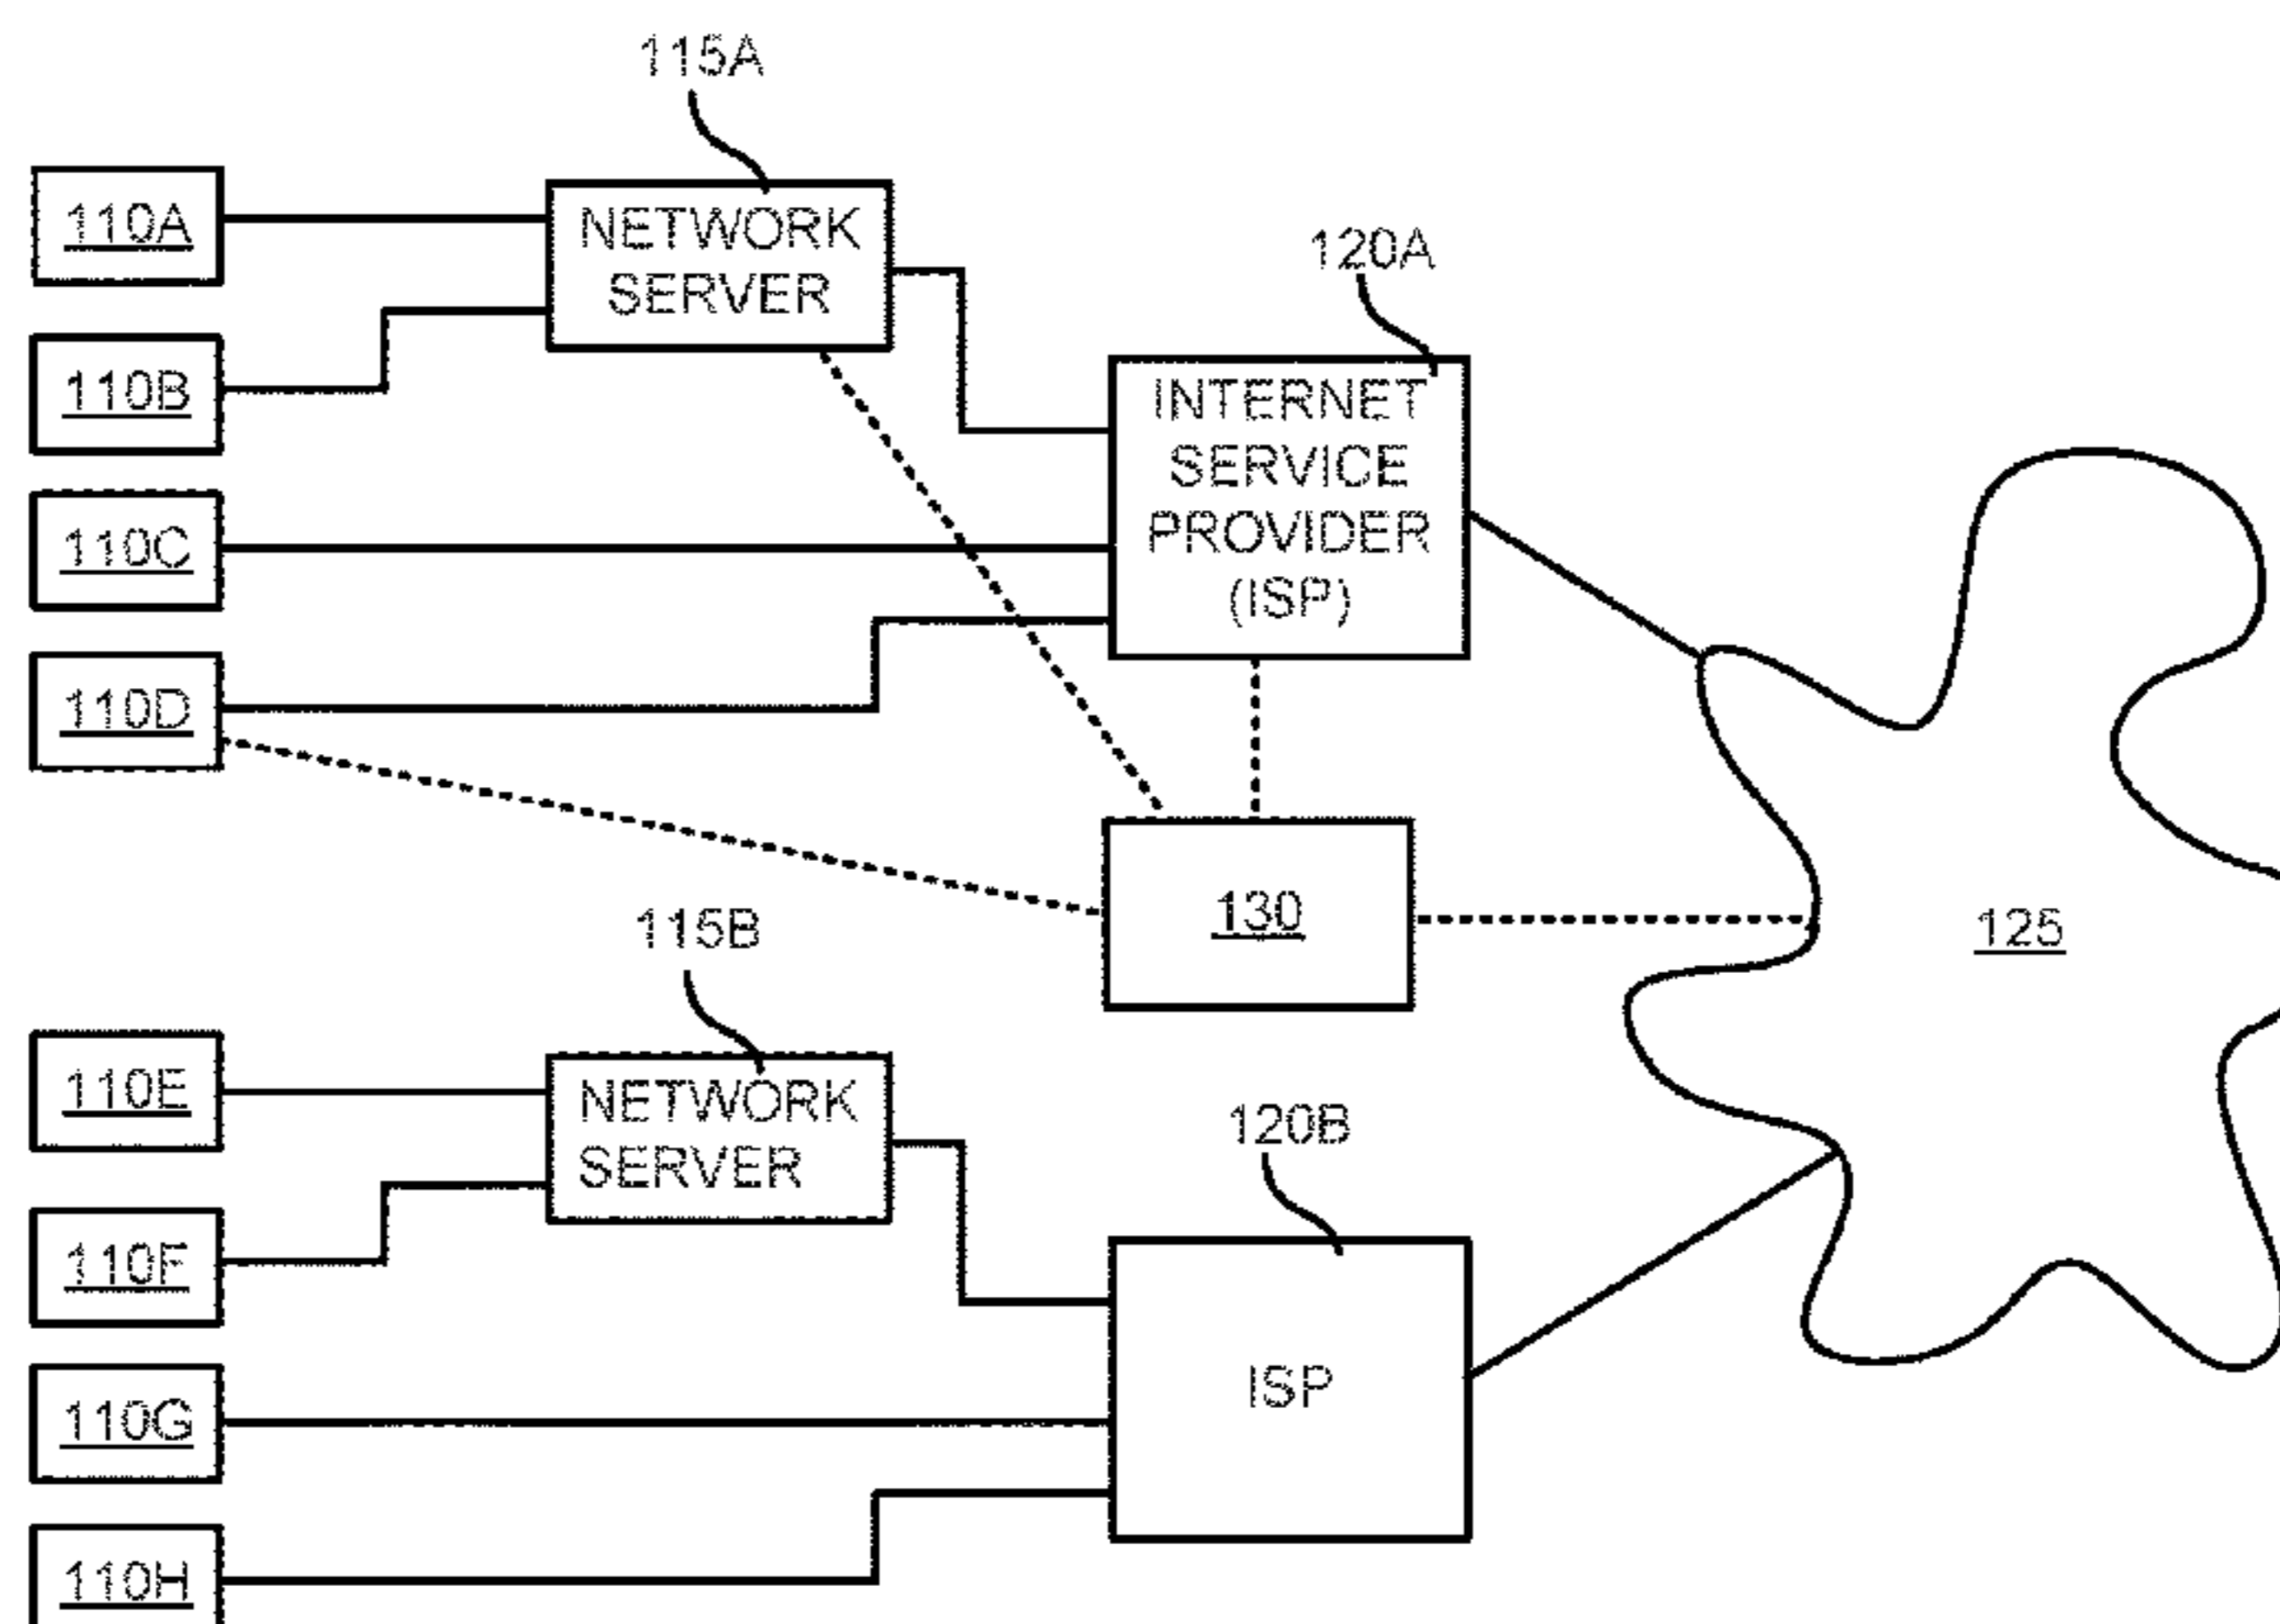 115A
110A
NETWORK
SERVER
120A
110B
INTERNET
SERVICE
PROVIDER
(ISP)
110C
110D
130
125
115B
110E
NETWORK
SERVER
120B
110F
ISP
110G
110H